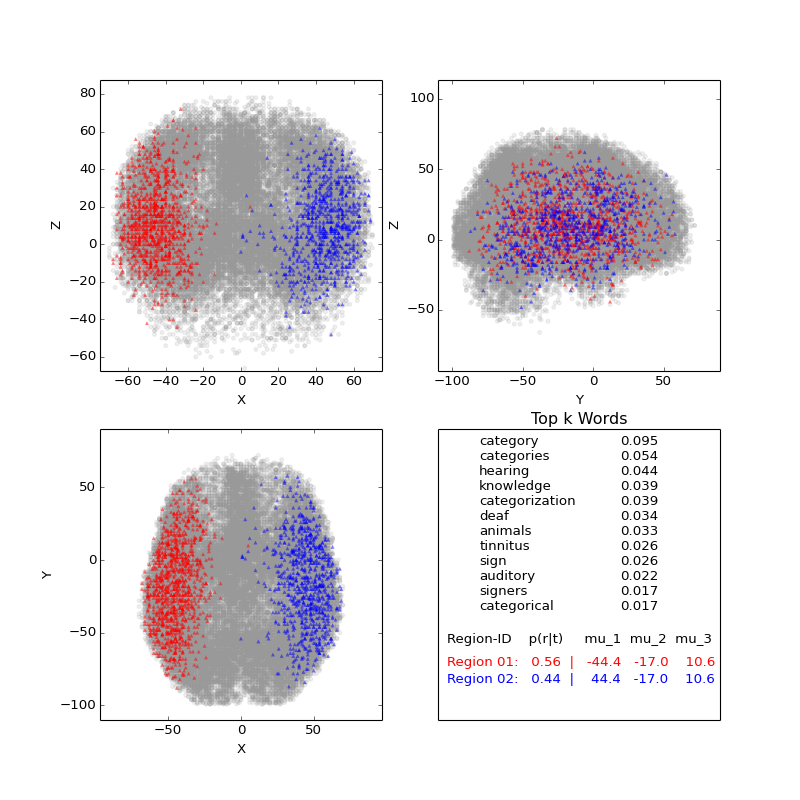 80
60
40
20
0
−20
−40
−60
Z
−60 −40 −20 0 20 40 60
X
100
50
0
−50
Z
−100 −50 0 50
Y
50
0
−50
−100
Y
−50 0 50
X
Top k Words
category 0.095
categories 0.054
hearing 0.044
knowledge 0.039
categorization 0.039
deaf 0.034
animals 0.033
tinnitus 0.026
sign 0.026
auditory 0.022
signers 0.017
categorical 0.017
Region-ID p(r|t) mu_1 mu_2 mu_3
Region 01: 0.56 | -44.4 -17.0 10.6
Region 02: 0.44 | 44.4 -17.0 10.6